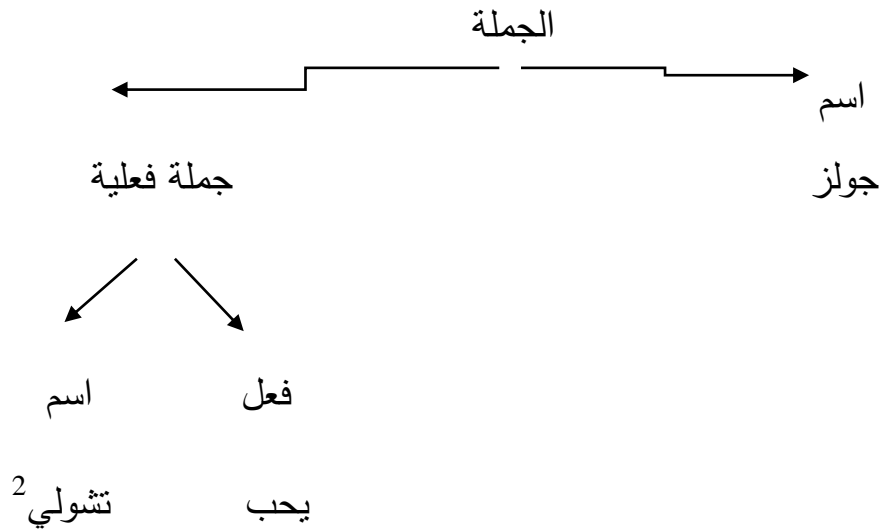 الجملة
اسم
جولز جملة فعلية
فعل اسم
يحب تشولي2